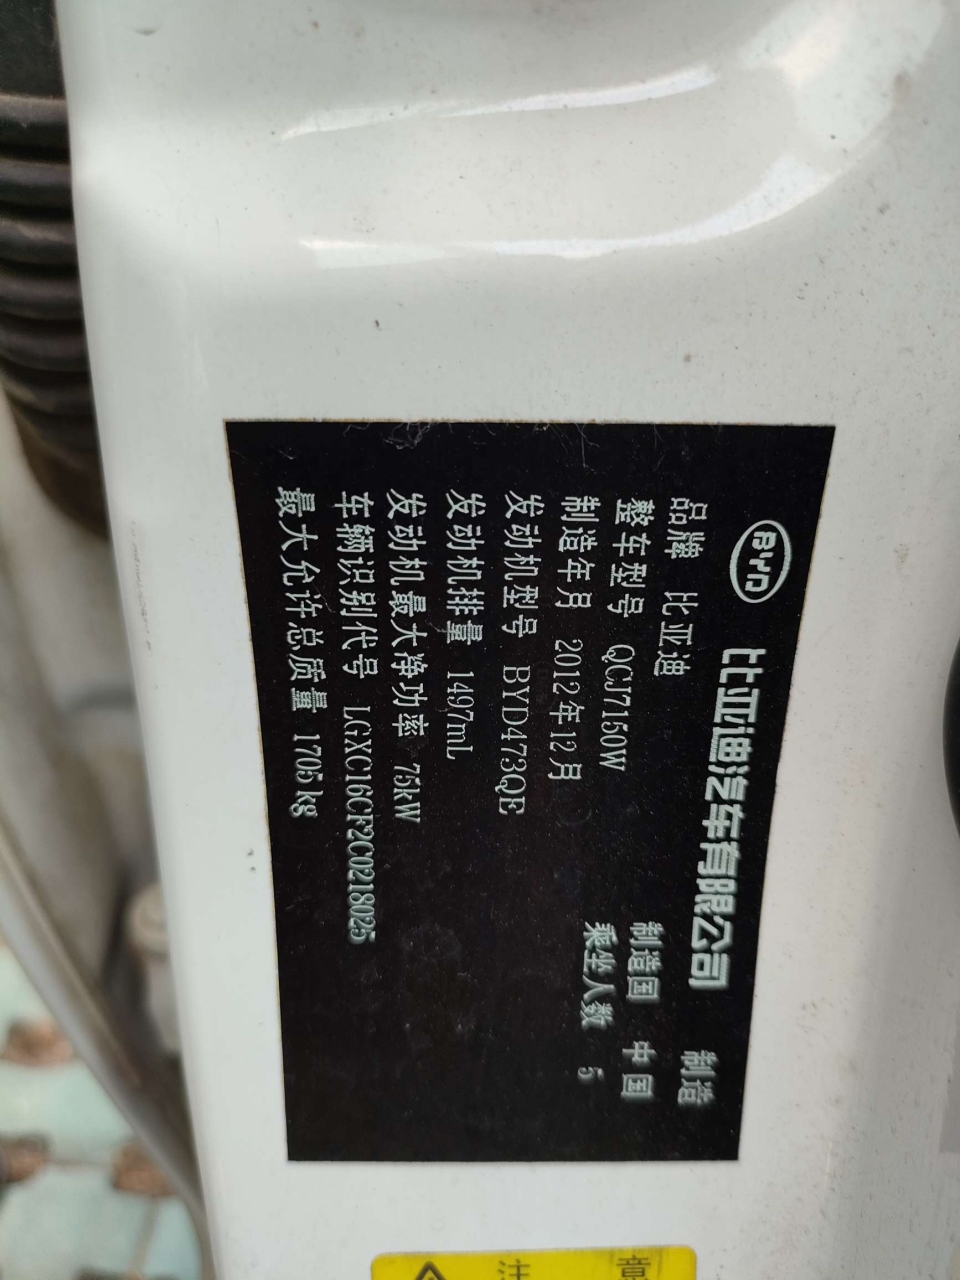 BYD 比亚迪汽车有限公司 制造
品牌 比亚迪 制造国 中国
整车型号 QCJ7150W 乘坐人数 5
制造年月 2012年12月
发动机型号 BYD473QE
发动机排量 1497mL
发动机最大净功率 75kW
车辆识别代号 LGXC16CF2C0218025
最大允许总质量 1705kg
注 意